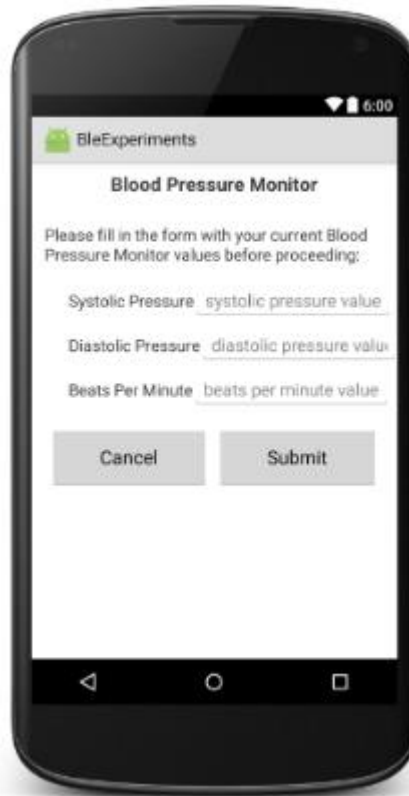 6:00
BleExperiments
Blood Pressure Monitor
Please fill in the form with your current Blood
Pressure Monitor values before proceeding:
Systolic Pressure systolic pressure value
Diastolic Pressure diastolic pressure valu
Beats Per Minute beats per minute value
Cancel Submit